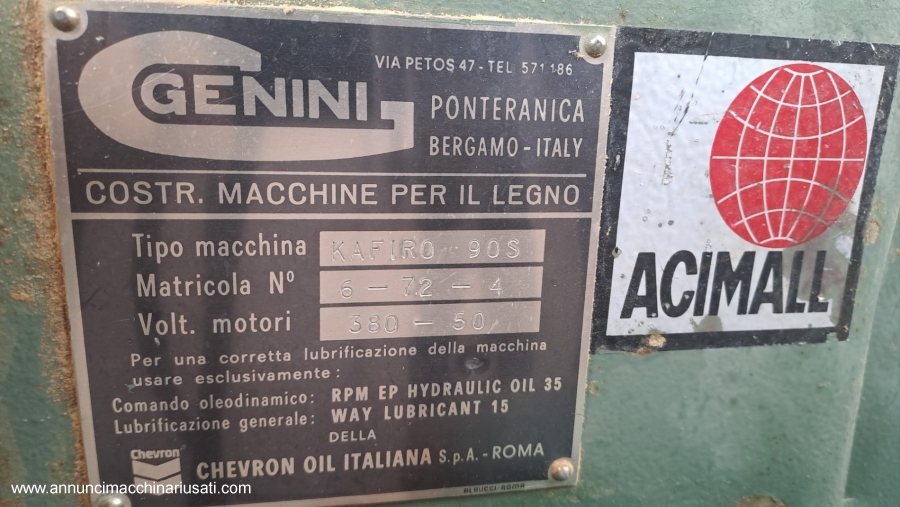 GENINI
VIA PETOS 47 - TEL 571186
PONTERANICA
BERGAMO - ITALY
COSTR. MACCHINE PER IL LEGNO
Tipo macchina KAFIRO 90S
Matricola Nº 6 - 72 - 4
Volt. motori 380 - 50
Per una corretta lubrificazione della macchina
usare esclusivamente :
Comando oleodinamico: RPM EP HYDRAULIC OIL 35
Lubrificazione generale: WAY LUBRICANT 15
DELLA
Chevron
CHEVRON OIL ITALIANA S.p.A. - ROMA
ACIMALL
www.annuncimacchinariusati.com